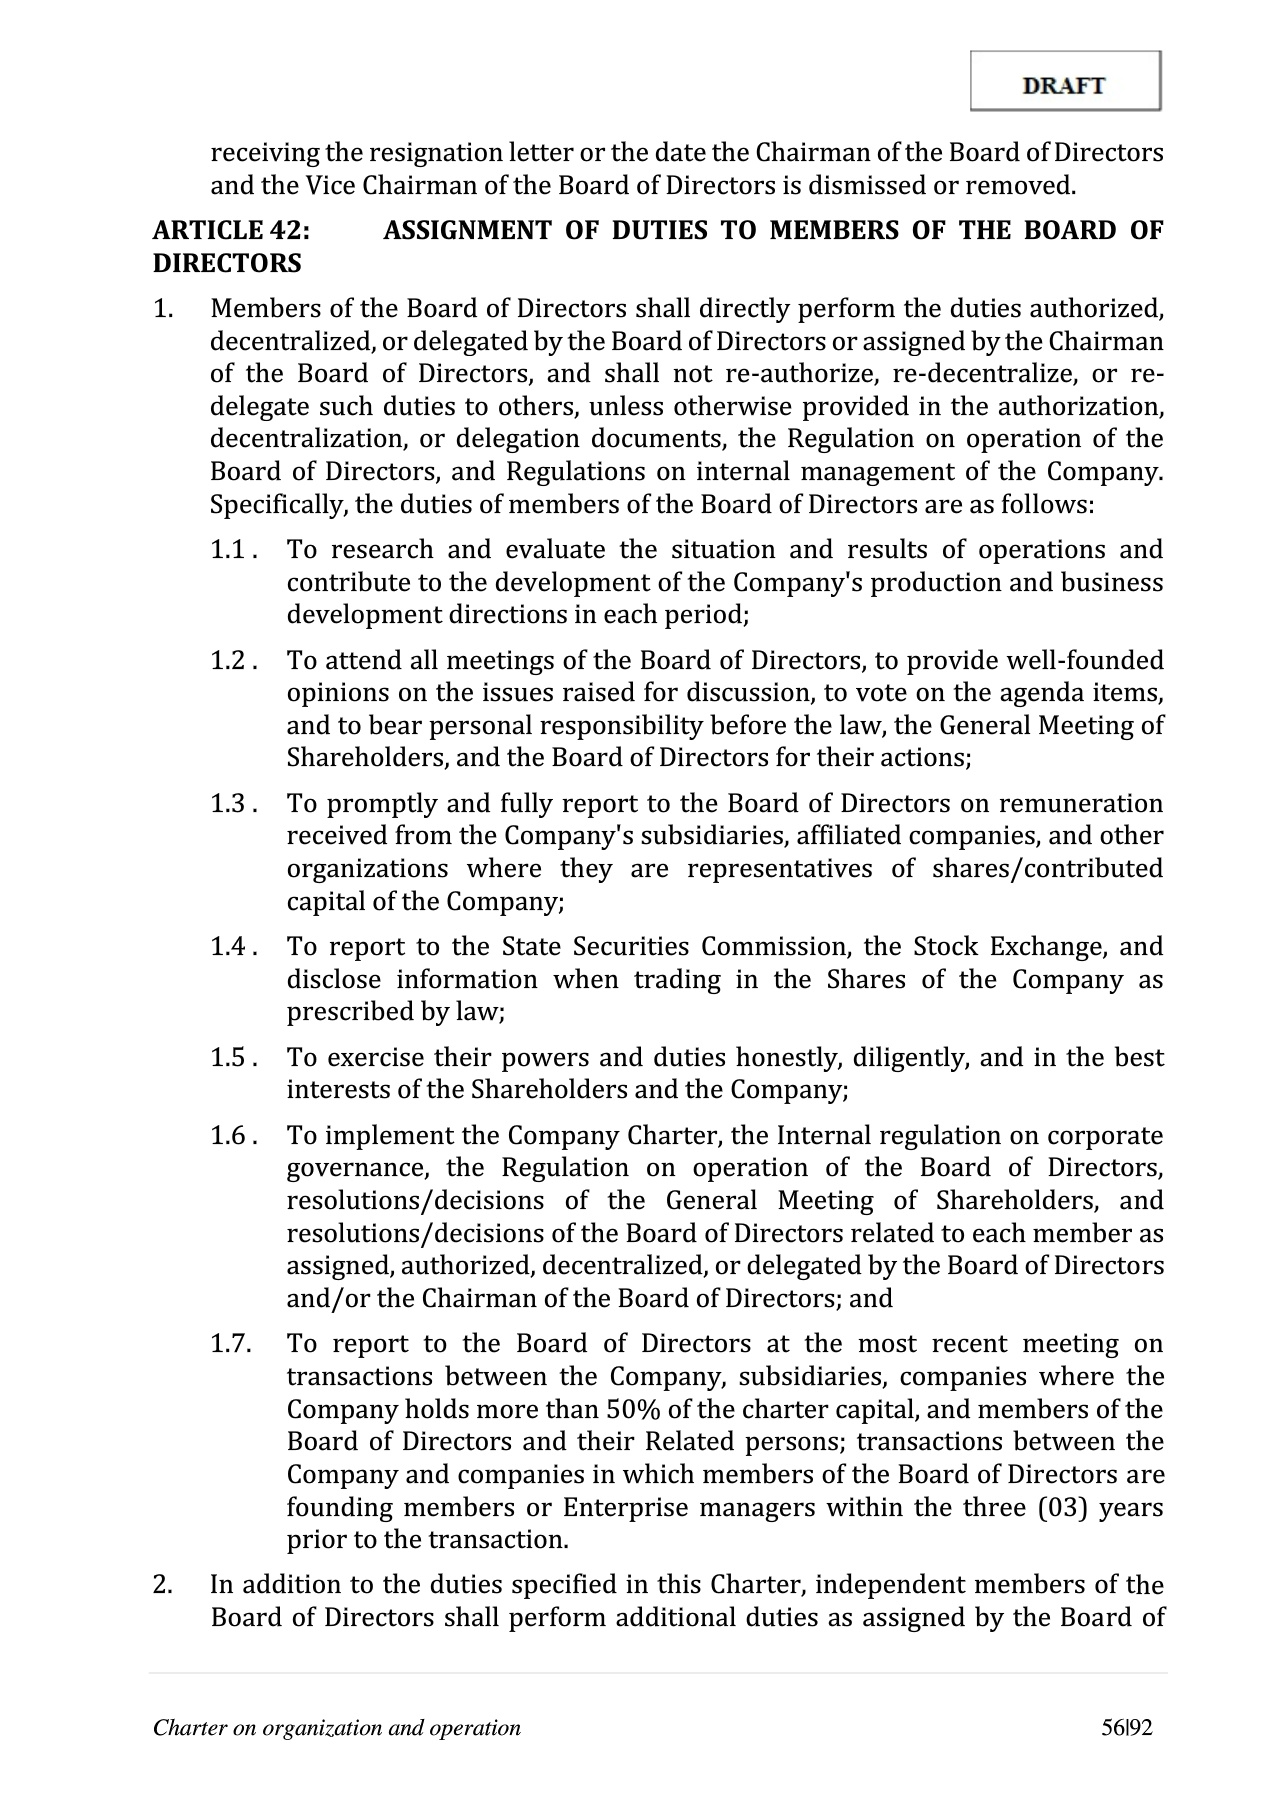 DRAFT
receiving the resignation letter or the date the Chairman of the Board of Directors
and the Vice Chairman of the Board of Directors is dismissed or removed.
ARTICLE 42: ASSIGNMENT OF DUTIES TO MEMBERS OF THE BOARD OF
DIRECTORS
1. Members of the Board of Directors shall directly perform the duties authorized,
decentralized, or delegated by the Board of Directors or assigned by the Chairman
of the Board of Directors, and shall not re-authorize, re-decentralize, or re-
delegate such duties to others, unless otherwise provided in the authorization,
decentralization, or delegation documents, the Regulation on operation of the
Board of Directors, and Regulations on internal management of the Company.
Specifically, the duties of members of the Board of Directors are as follows:
1.1 . To research and evaluate the situation and results of operations and
contribute to the development of the Company's production and business
development directions in each period;
1.2 . To attend all meetings of the Board of Directors, to provide well-founded
opinions on the issues raised for discussion, to vote on the agenda items,
and to bear personal responsibility before the law, the General Meeting of
Shareholders, and the Board of Directors for their actions;
1.3 . To promptly and fully report to the Board of Directors on remuneration
received from the Company's subsidiaries, affiliated companies, and other
organizations where they are representatives of shares/contributed
capital of the Company;
1.4 . To report to the State Securities Commission, the Stock Exchange, and
disclose information when trading in the Shares of the Company as
prescribed by law;
1.5 . To exercise their powers and duties honestly, diligently, and in the best
interests of the Shareholders and the Company;
1.6 . To implement the Company Charter, the Internal regulation on corporate
governance, the Regulation on operation of the Board of Directors,
resolutions/decisions of the General Meeting of Shareholders, and
resolutions/decisions of the Board of Directors related to each member as
assigned, authorized, decentralized, or delegated by the Board of Directors
and/or the Chairman of the Board of Directors; and
1.7. To report to the Board of Directors at the most recent meeting on
transactions between the Company, subsidiaries, companies where the
Company holds more than 50% of the charter capital, and members of the
Board of Directors and their Related persons; transactions between the
Company and companies in which members of the Board of Directors are
founding members or Enterprise managers within the three (03) years
prior to the transaction.
2. In addition to the duties specified in this Charter, independent members of the
Board of Directors shall perform additional duties as assigned by the Board of
Charter on organization and operation 56|92